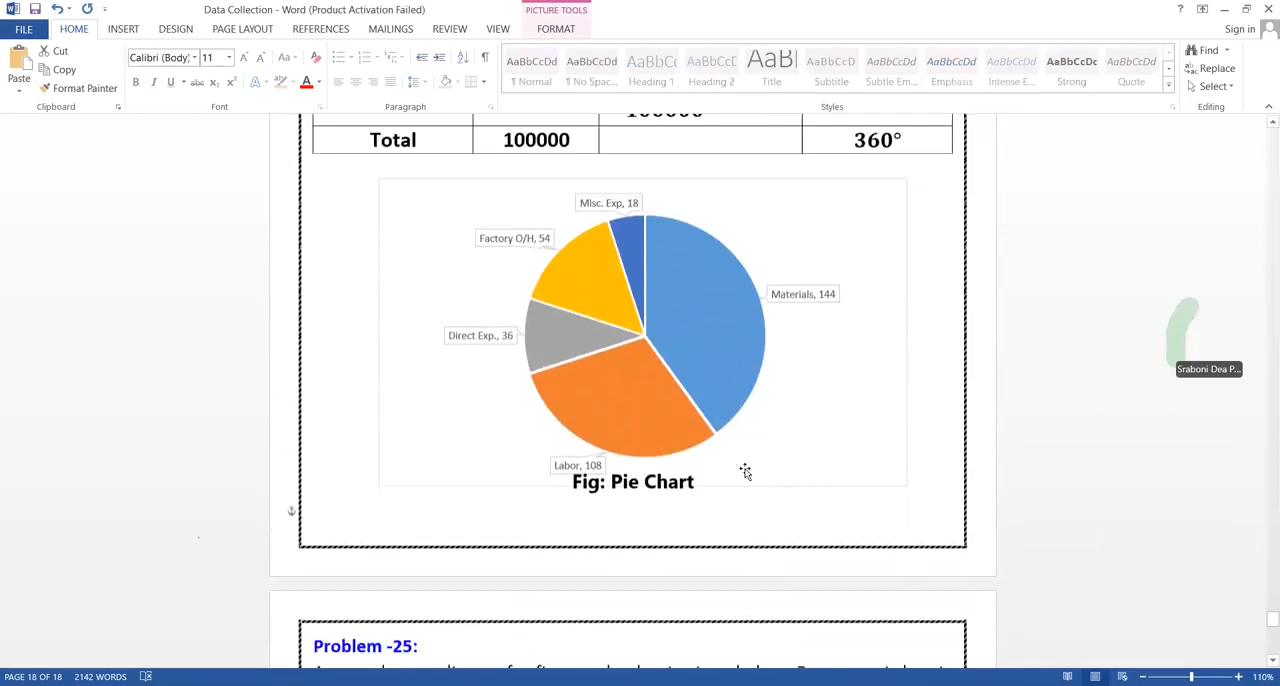 Data Collection - Word (Product Activation Failed)
PICTURE TOOLS
?
FILE
HOME
INSERT
DESIGN
PAGE LAYOUT
REFERENCES
MAILINGS
REVIEW
VIEW
FORMAT
Sign in
Paste
Cut
Copy
Format Painter
Clipboard
Calibri (Body)
11
Font
Paragraph
AaBbCcDd
¶ Normal
AaBbCcDd
¶ No Spac...
AaBbC
Heading 1
AaBbCcC
Heading 2
AaBl
Title
AaBbCcD
Subtitle
AaBbCcDd
Subtle Em...
AaBbCcDd
Emphasis
AaBbCcDd
Intense E...
AaBbCcDd
Strong
AaBbCcDd
Quote
Styles
Find
Replace
Select
Editing
Total 100000 360°
Misc. Exp, 18
Factory O/H, 54
Materials, 144
Direct Exp., 36
Labor, 108
Fig: Pie Chart
Sraboni Dea P...
Problem -25:
PAGE 18 OF 18
2142 WORDS
110%